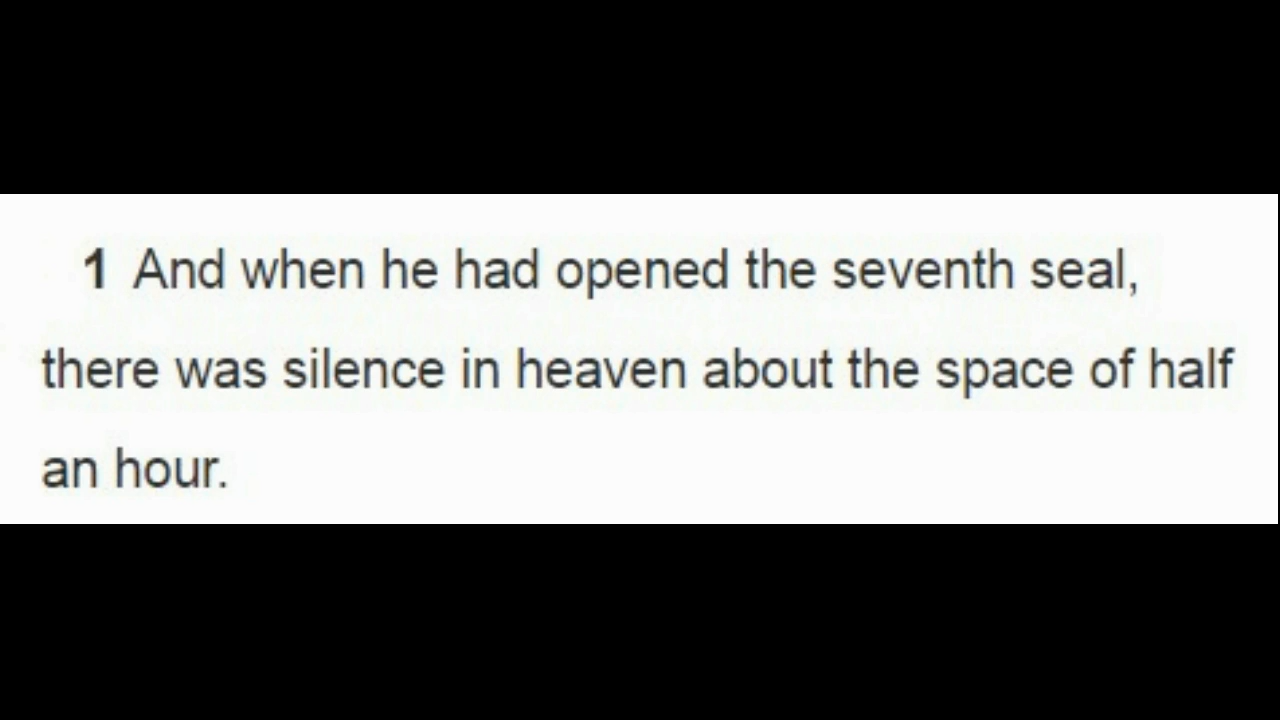 1 And when he had opened the seventh seal,
there was silence in heaven about the space of half
an hour.